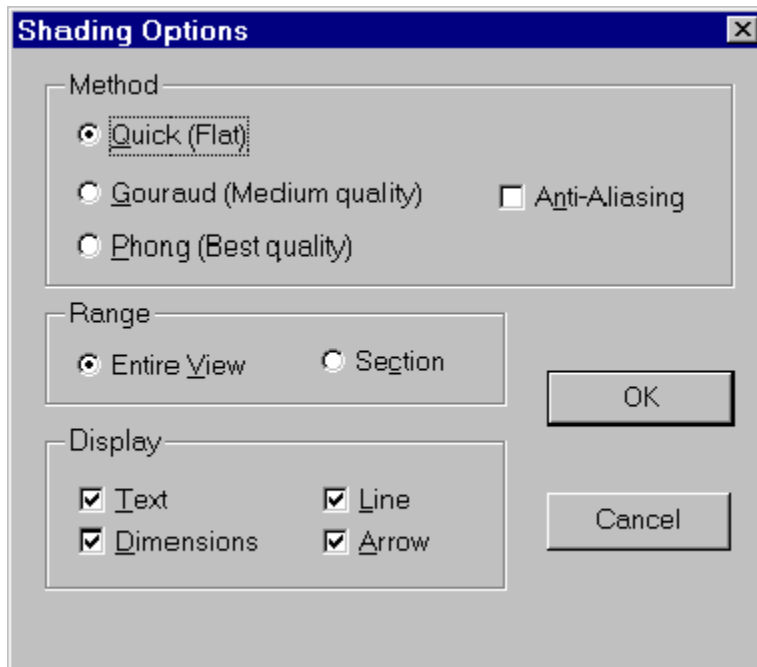 Shading Options
Method
Quick (Flat)
Gouraud (Medium quality)
Anti-Aliasing
Phong (Best quality)
Range
Entire View
Section
OK
Display
Text
Line
Dimensions
Arrow
Cancel